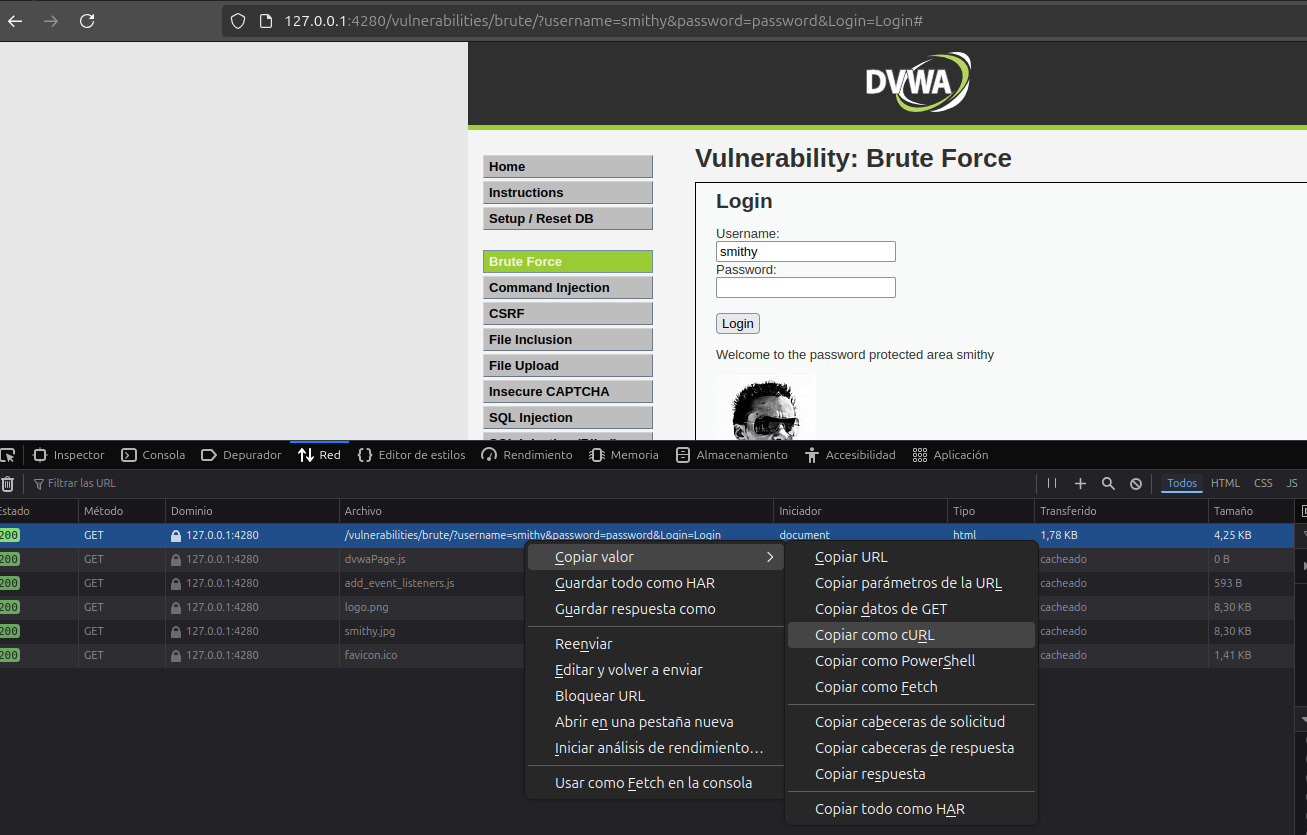 127.0.0.1:4280/vulnerabilities/brute/?username=smithy&password=password&Login=Login#
DVWA
Vulnerability: Brute Force
Home
Instructions
Setup / Reset DB
Brute Force
Command Injection
CSRF
File Inclusion
File Upload
Insecure CAPTCHA
SQL Injection
Login
Username:
smithy
Password:
Login
Welcome to the password protected area smithy
Inspector Consola Depurador Red Editor de estilos Rendimiento Memoria Almacenamiento Accesibilidad Aplicación
Filtrar las URL Todos HTML CSS JS
Estado Método Dominio Archivo Iniciador Tipo Transferido Tamaño
200 GET 127.0.0.1:4280 /vulnerabilities/brute/?username=smithy&password=password&Login=Login document html 1,78 KB 4,25 KB
200 GET 127.0.0.1:4280 dvwaPage.js cacheado 0 B
200 GET 127.0.0.1:4280 add_event_listeners.js cacheado 593 B
200 GET 127.0.0.1:4280 logo.png cacheado 8,30 KB
200 GET 127.0.0.1:4280 smithy.jpg cacheado 8,30 KB
200 GET 127.0.0.1:4280 favicon.ico cacheado 1,41 KB
Copiar valor
Guardar todo como HAR
Guardar respuesta como
Reenviar
Editar y volver a enviar
Bloquear URL
Abrir en una pestaña nueva
Iniciar análisis de rendimiento…
Usar como Fetch en la consola
Copiar URL
Copiar parámetros de la URL
Copiar datos de GET
Copiar como cURL
Copiar como PowerShell
Copiar como Fetch
Copiar cabeceras de solicitud
Copiar cabeceras de respuesta
Copiar respuesta
Copiar todo como HAR